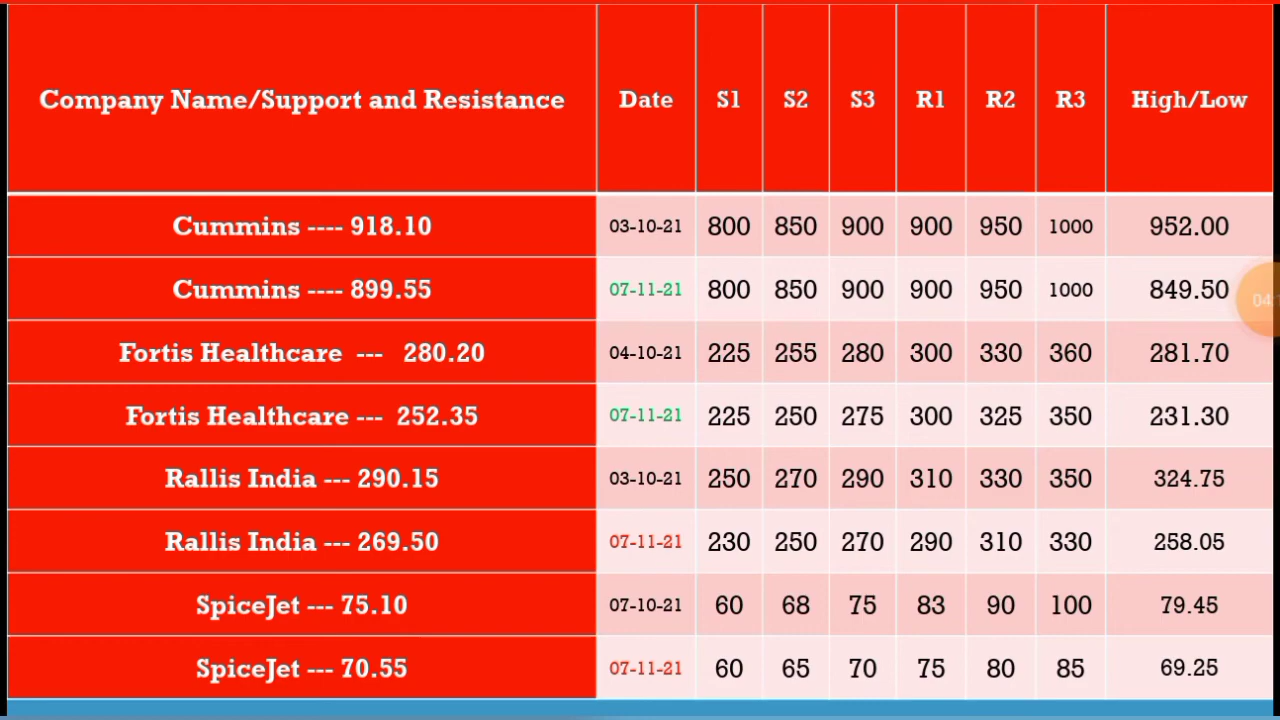 Company Name/Support and Resistance Date S1 S2 S3 R1 R2 R3 High/Low
Cummins ---- 918.10 03-10-21 800 850 900 900 950 1000 952.00
Cummins ---- 899.55 07-11-21 800 850 900 900 950 1000 849.50
Fortis Healthcare --- 280.20 04-10-21 225 255 280 300 330 360 281.70
Fortis Healthcare --- 252.35 07-11-21 225 250 275 300 325 350 231.30
Rallis India --- 290.15 03-10-21 250 270 290 310 330 350 324.75
Rallis India --- 269.50 07-11-21 230 250 270 290 310 330 258.05
SpiceJet --- 75.10 07-10-21 60 68 75 83 90 100 79.45
SpiceJet --- 70.55 07-11-21 60 65 70 75 80 85 69.25